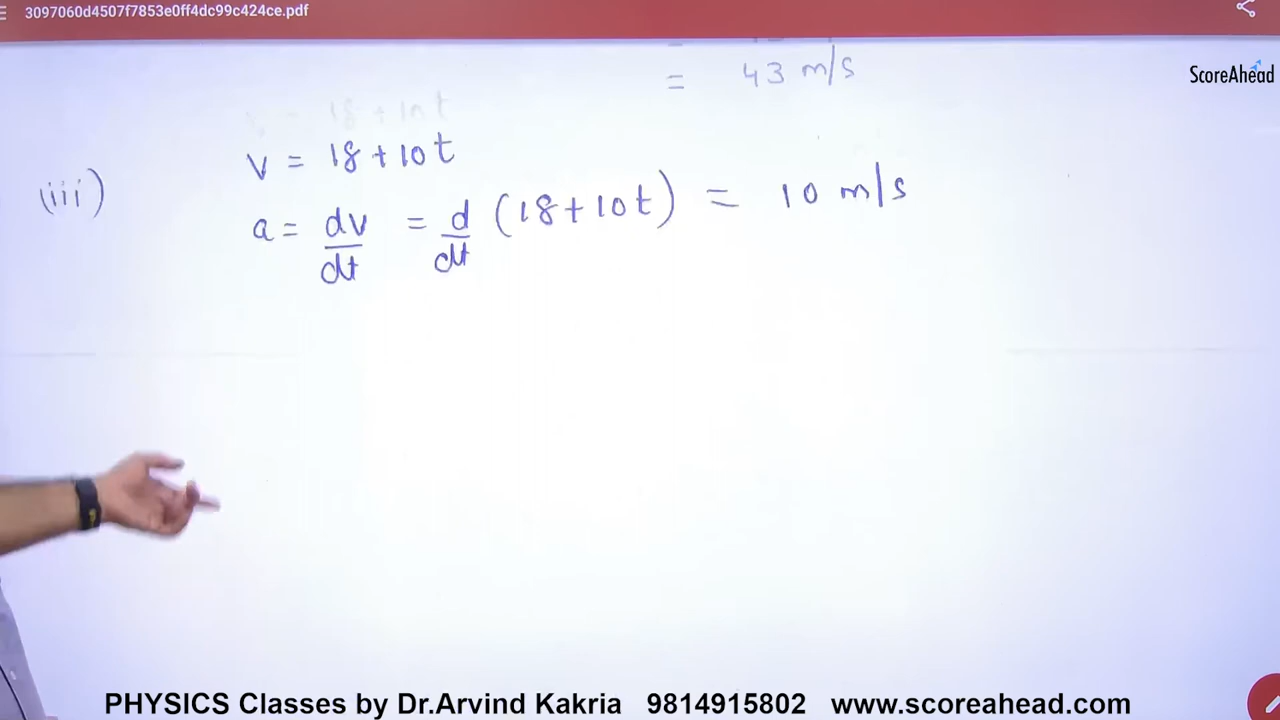 3097060d4507f7853e0ff4dc99c424ce.pdf
= 43 m/s
ScoreAhead
v = 18 + 10t
(iii)
a = dv/dt = d/dt (18 + 10t) = 10 m/s
PHYSICS Classes by Dr.Arvind Kakria 9814915802 www.scoreahead.com